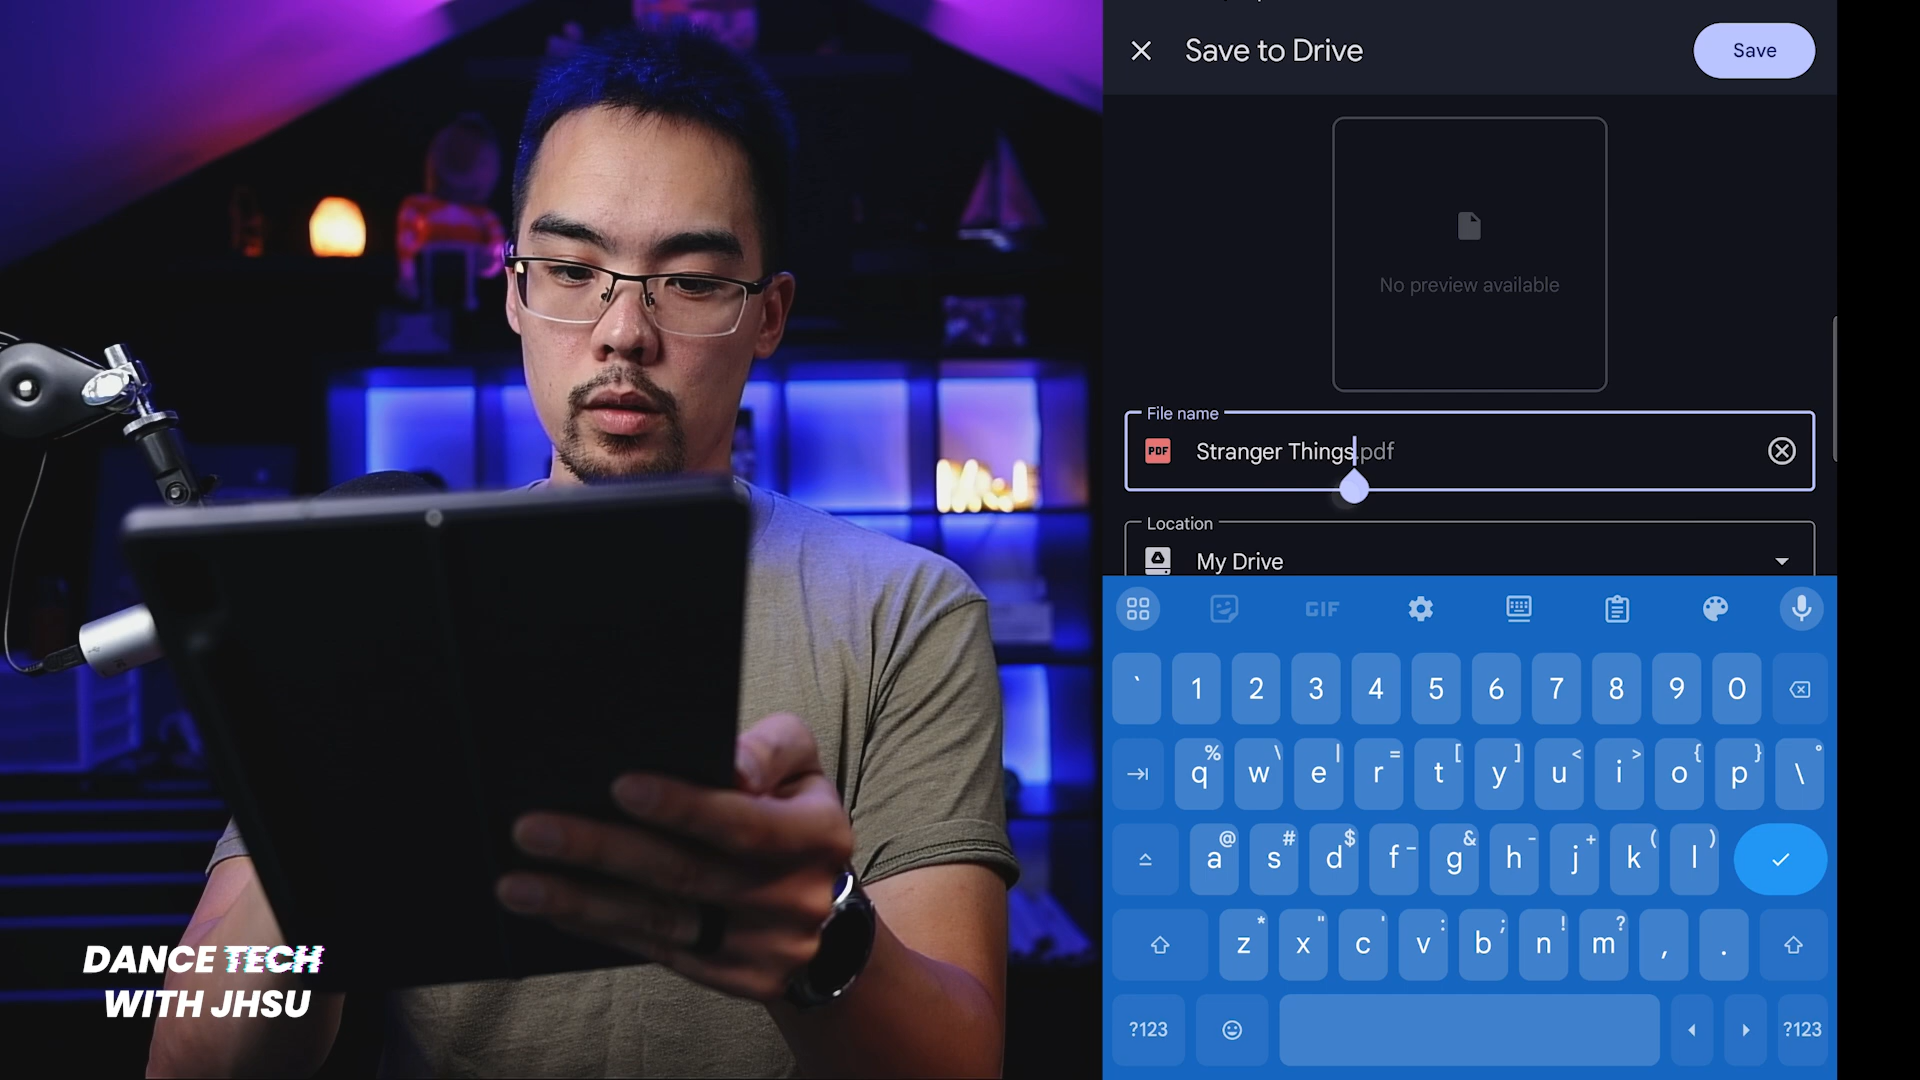 Save to Drive
Save
No preview available
File name
PDF
Stranger Things.pdf
Location
My Drive
GIF
` 1 2 3 4 5 6 7 8 9 0
% \ | = [ ] < > { } °
q w e r t y u i o p \
@ # $ _ & - + ( )
a s d f g h j k l
* " ' : ; ! ?
z x c v b n m , .
?123 ?123
DANCE TECH
WITH JHSU